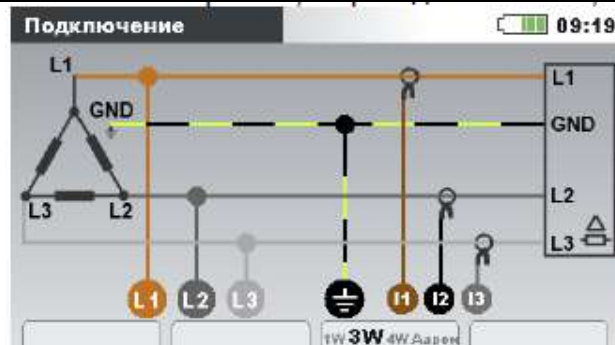 Подключение 09:19
L1 L1
GND GND
L3 L2 L2
L3
L1 L2 L3 I1 I2 I3
1W 3W 4W Аарон